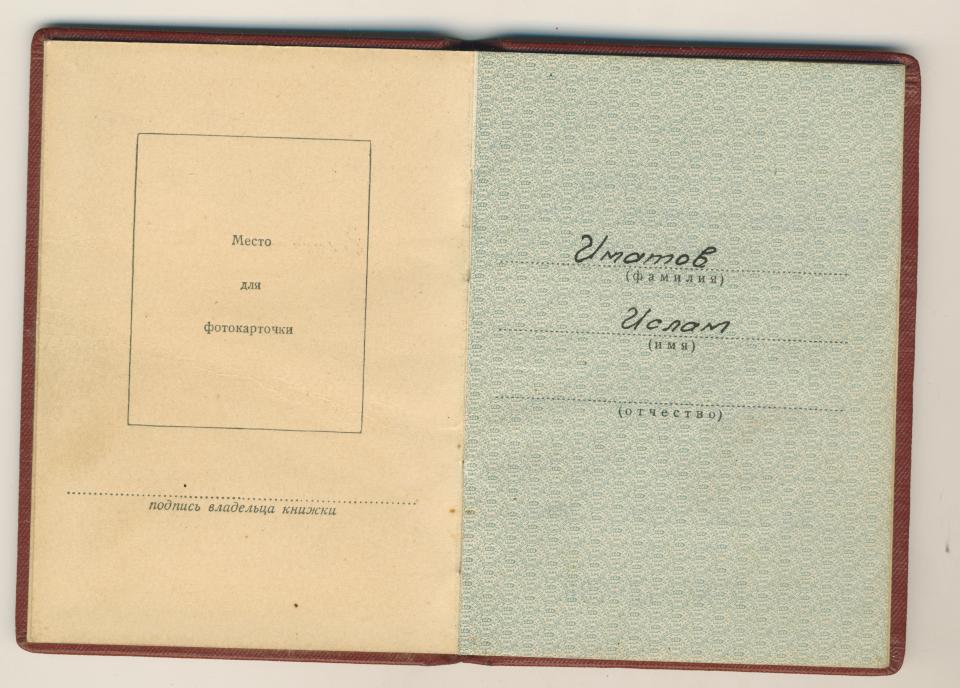 Место
для
фотокарточки
подпись владельца книжки
Иматов
(фамилия)
Ислам
(имя)
(отчество)